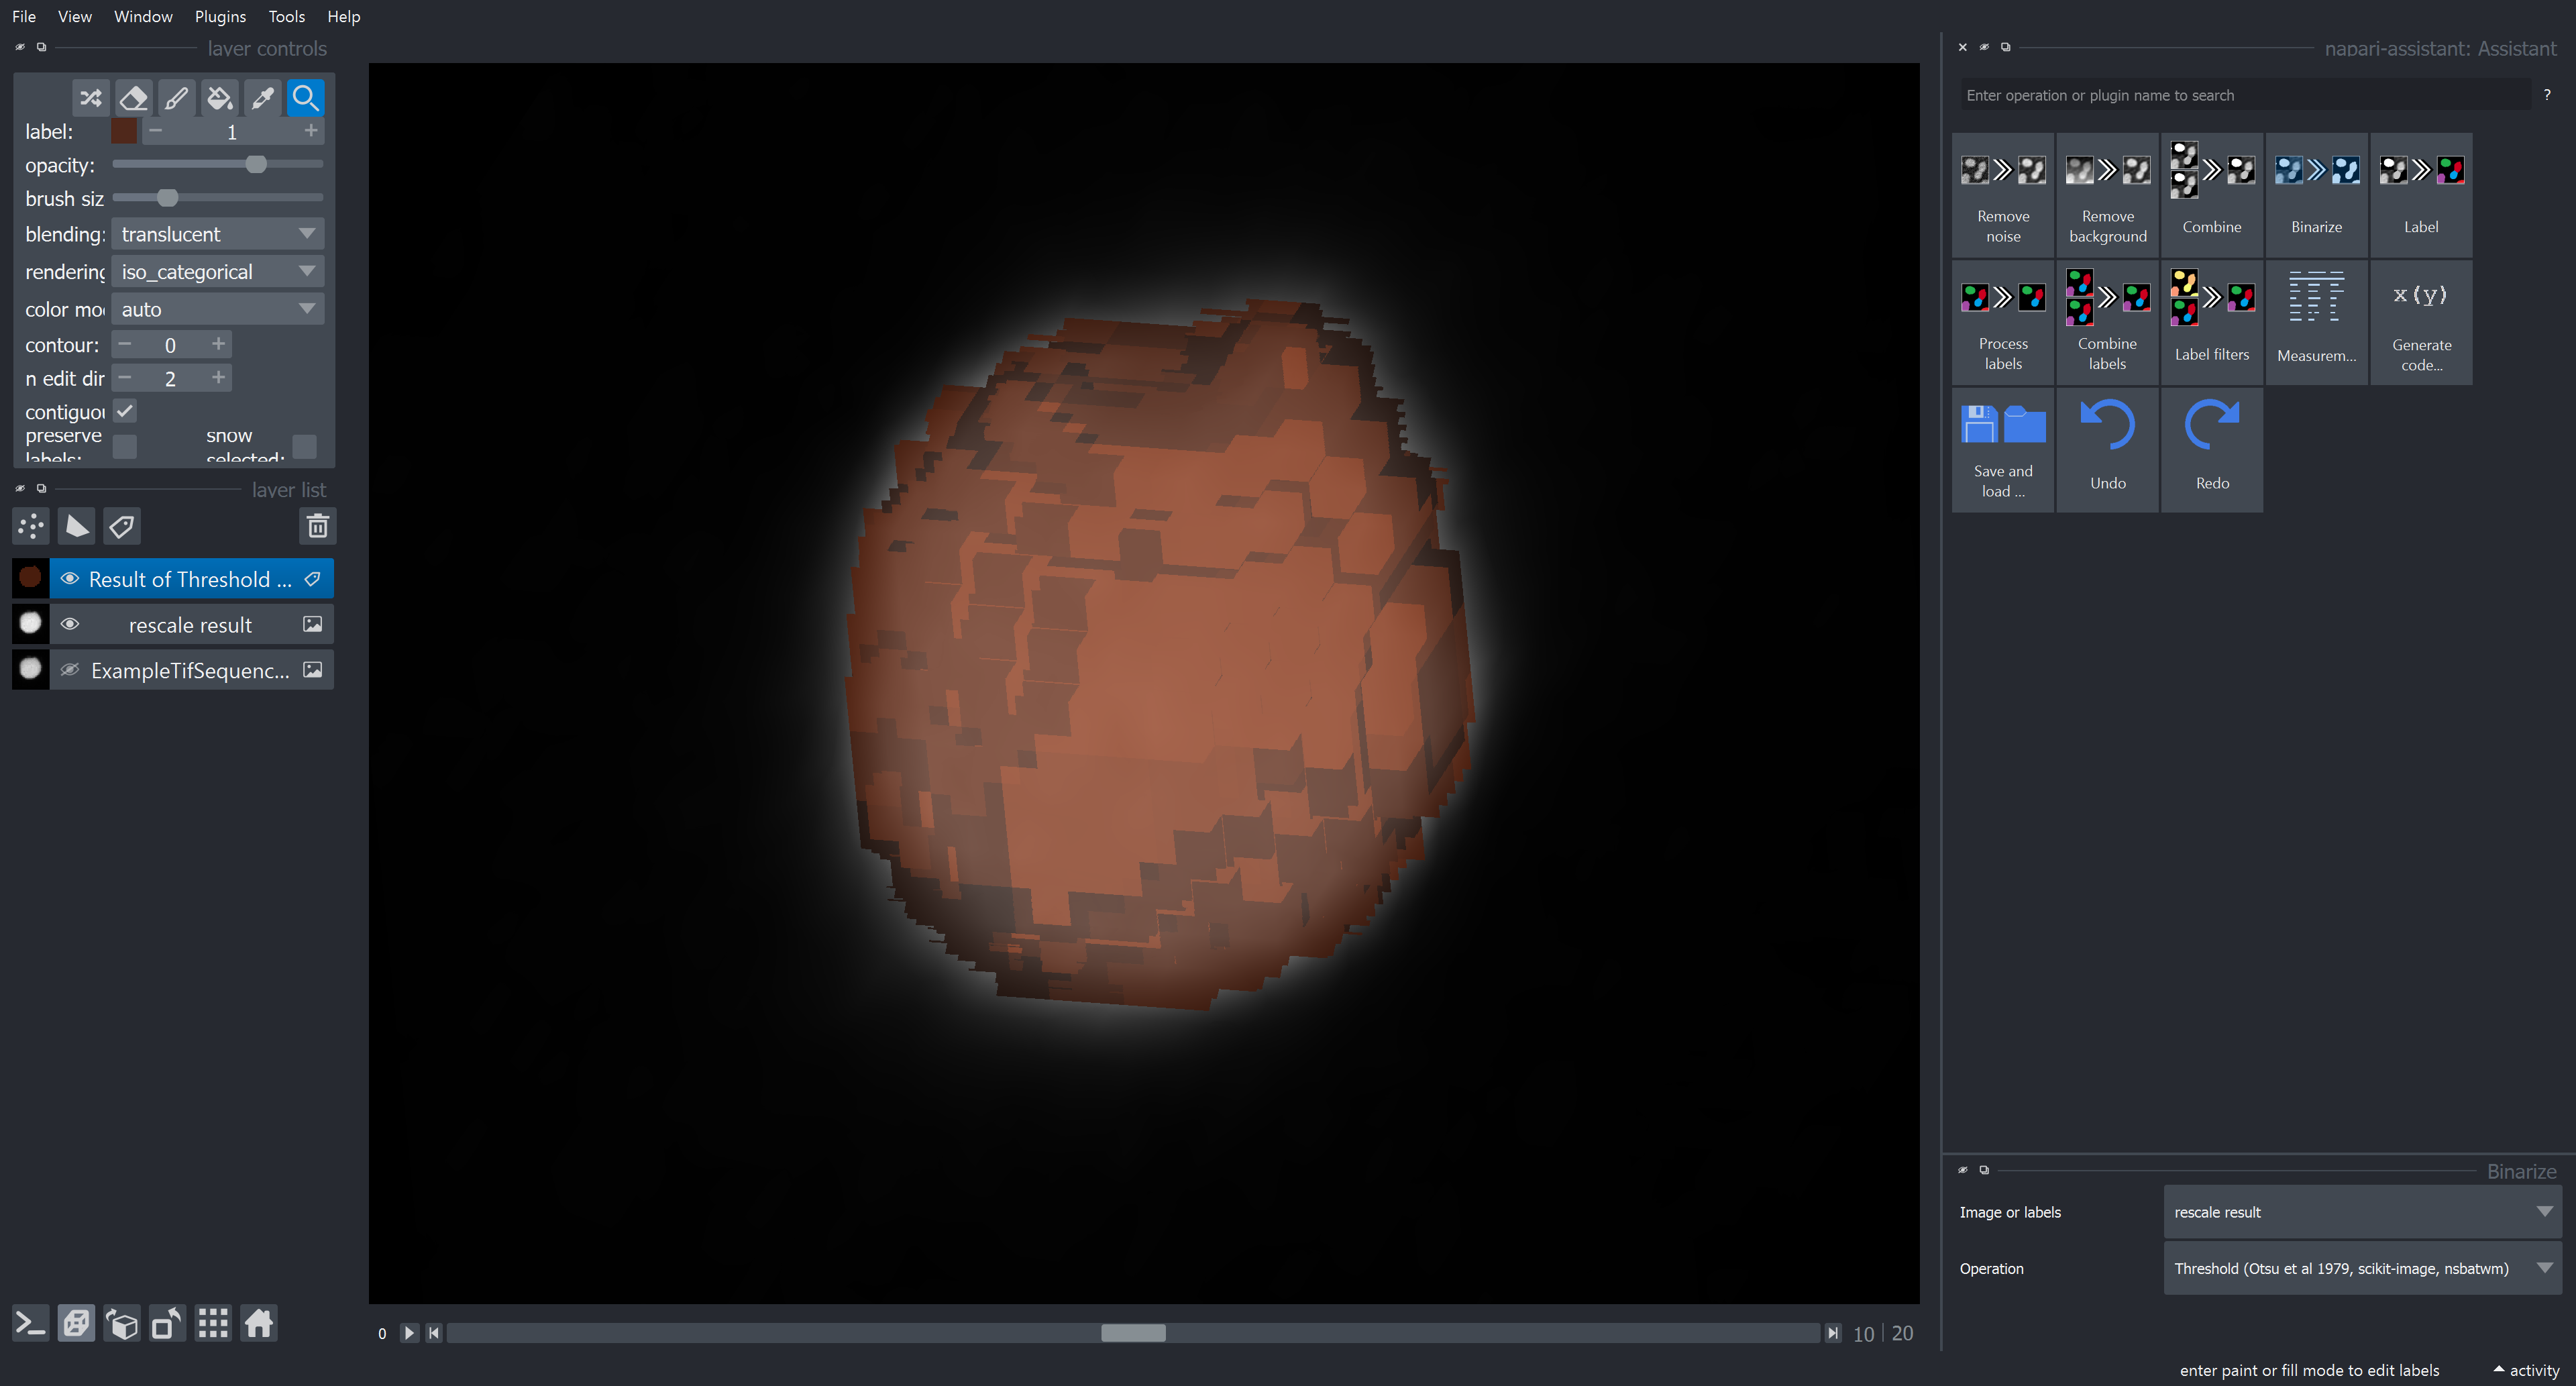 File View Window Plugins Tools Help
layer controls
label: 1
opacity:
brush siz
blending: translucent
rendering iso_categorical
color mo auto
contour: 0
n edit dir 2
contiguou
preserve labels: show selected:
layer list
Result of Threshold ...
rescale result
ExampleTifSequenc...
0
10 | 20
napari-assistant: Assistant
Enter operation or plugin name to search
?
Remove noise
Remove background
Combine
Binarize
Label
Process labels
Combine labels
Label filters
Measurem...
x(y)
Generate code...
Save and load ...
Undo
Redo
Binarize
Image or labels rescale result
Operation Threshold (Otsu et al 1979, scikit-image, nsbatwm)
enter paint or fill mode to edit labels
activity